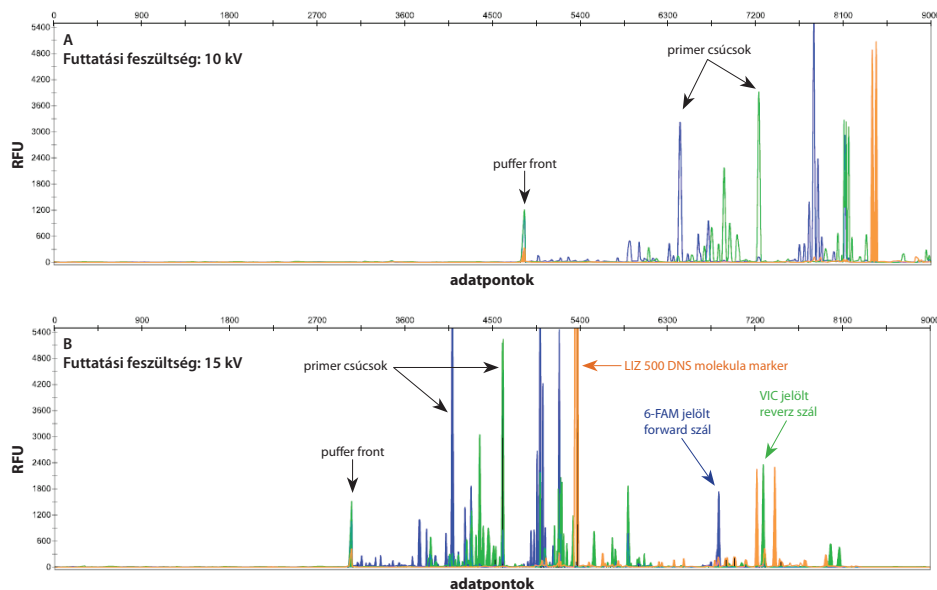 0 900 1800 2700 3600 4500 5400 6300 7200 8100 9000
5400
4800
4200
3600
3000
2400
1800
1200
600
0
RFU
A
Futtatási feszültség: 10 kV
primer csúcsok
puffer front
adatpontok
0 900 1800 2700 3600 4500 5400 6300 7200 8100 9000
5400
4800
4200
3600
3000
2400
1800
1200
600
0
RFU
B
Futtatási feszültség: 15 kV
primer csúcsok
LIZ 500 DNS molekula marker
VIC jelölt
reverz szál
6-FAM jelölt
forward szál
puffer front
adatpontok